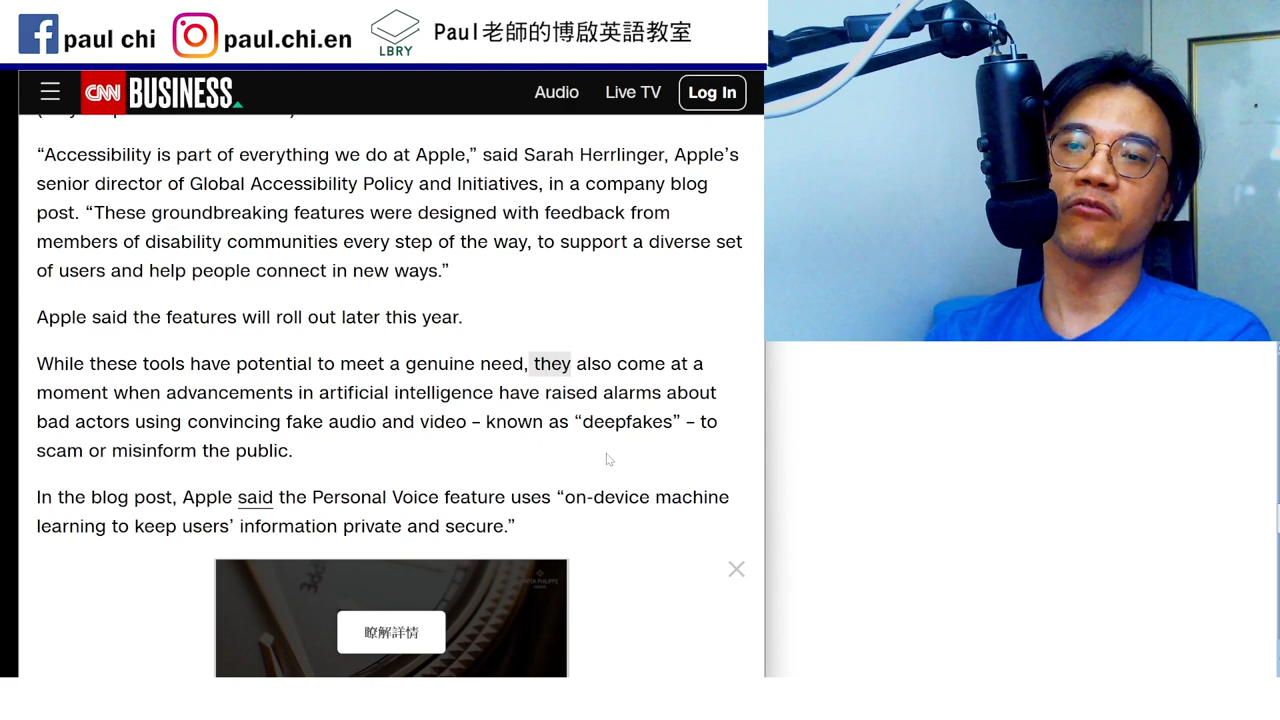 paul chi
paul.chi.en
LBRY
Paul老師的博啟英語教室
CNN BUSINESS
Audio
Live TV
Log In
“Accessibility is part of everything we do at Apple,” said Sarah Herrlinger, Apple’s
senior director of Global Accessibility Policy and Initiatives, in a company blog
post. “These groundbreaking features were designed with feedback from
members of disability communities every step of the way, to support a diverse set
of users and help people connect in new ways.”
Apple said the features will roll out later this year.
While these tools have potential to meet a genuine need, they also come at a
moment when advancements in artificial intelligence have raised alarms about
bad actors using convincing fake audio and video – known as “deepfakes” – to
scam or misinform the public.
In the blog post, Apple said the Personal Voice feature uses “on-device machine
learning to keep users’ information private and secure.”
瞭解詳情